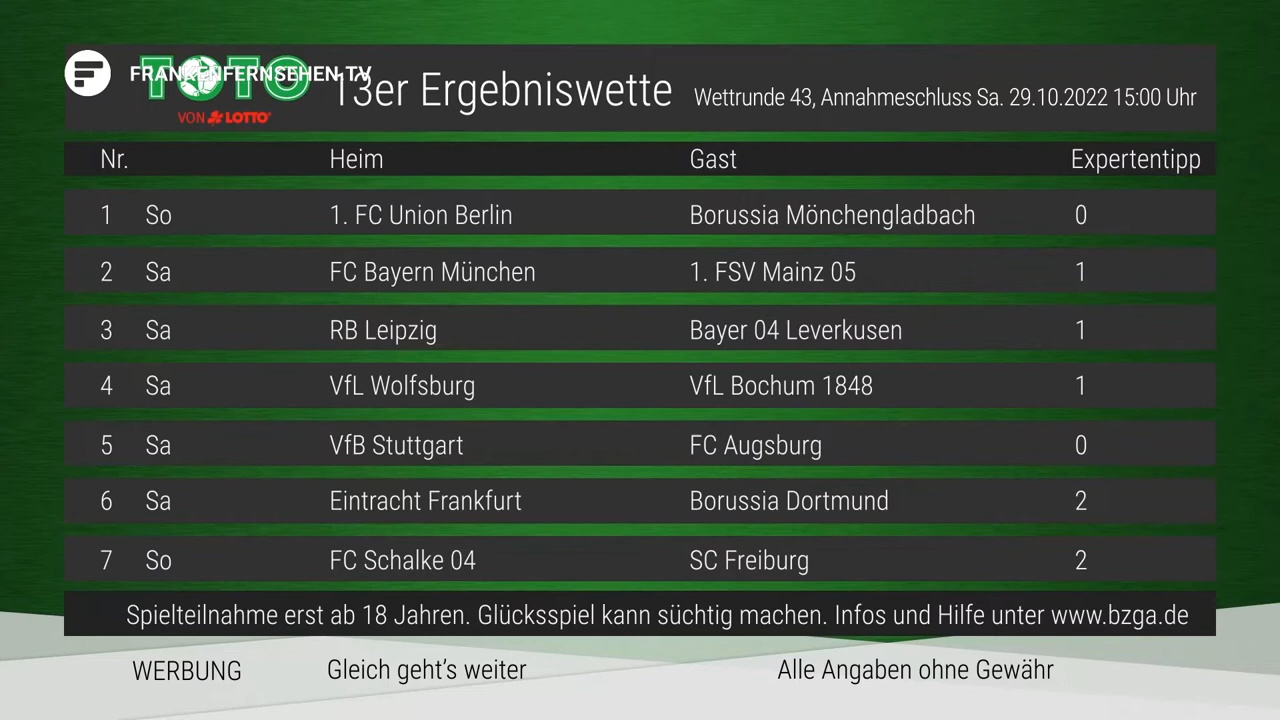 FRANKENFERNSEHEN.TV
TOTO
VON LOTTO
13er Ergebniswette Wettrunde 43, Annahmeschluss Sa. 29.10.2022 15:00 Uhr
Nr. Heim Gast Expertentipp
1 So 1. FC Union Berlin Borussia Mönchengladbach 0
2 Sa FC Bayern München 1. FSV Mainz 05 1
3 Sa RB Leipzig Bayer 04 Leverkusen 1
4 Sa VfL Wolfsburg VfL Bochum 1848 1
5 Sa VfB Stuttgart FC Augsburg 0
6 Sa Eintracht Frankfurt Borussia Dortmund 2
7 So FC Schalke 04 SC Freiburg 2
Spielteilnahme erst ab 18 Jahren. Glücksspiel kann süchtig machen. Infos und Hilfe unter www.bzga.de
WERBUNG Gleich geht's weiter Alle Angaben ohne Gewähr